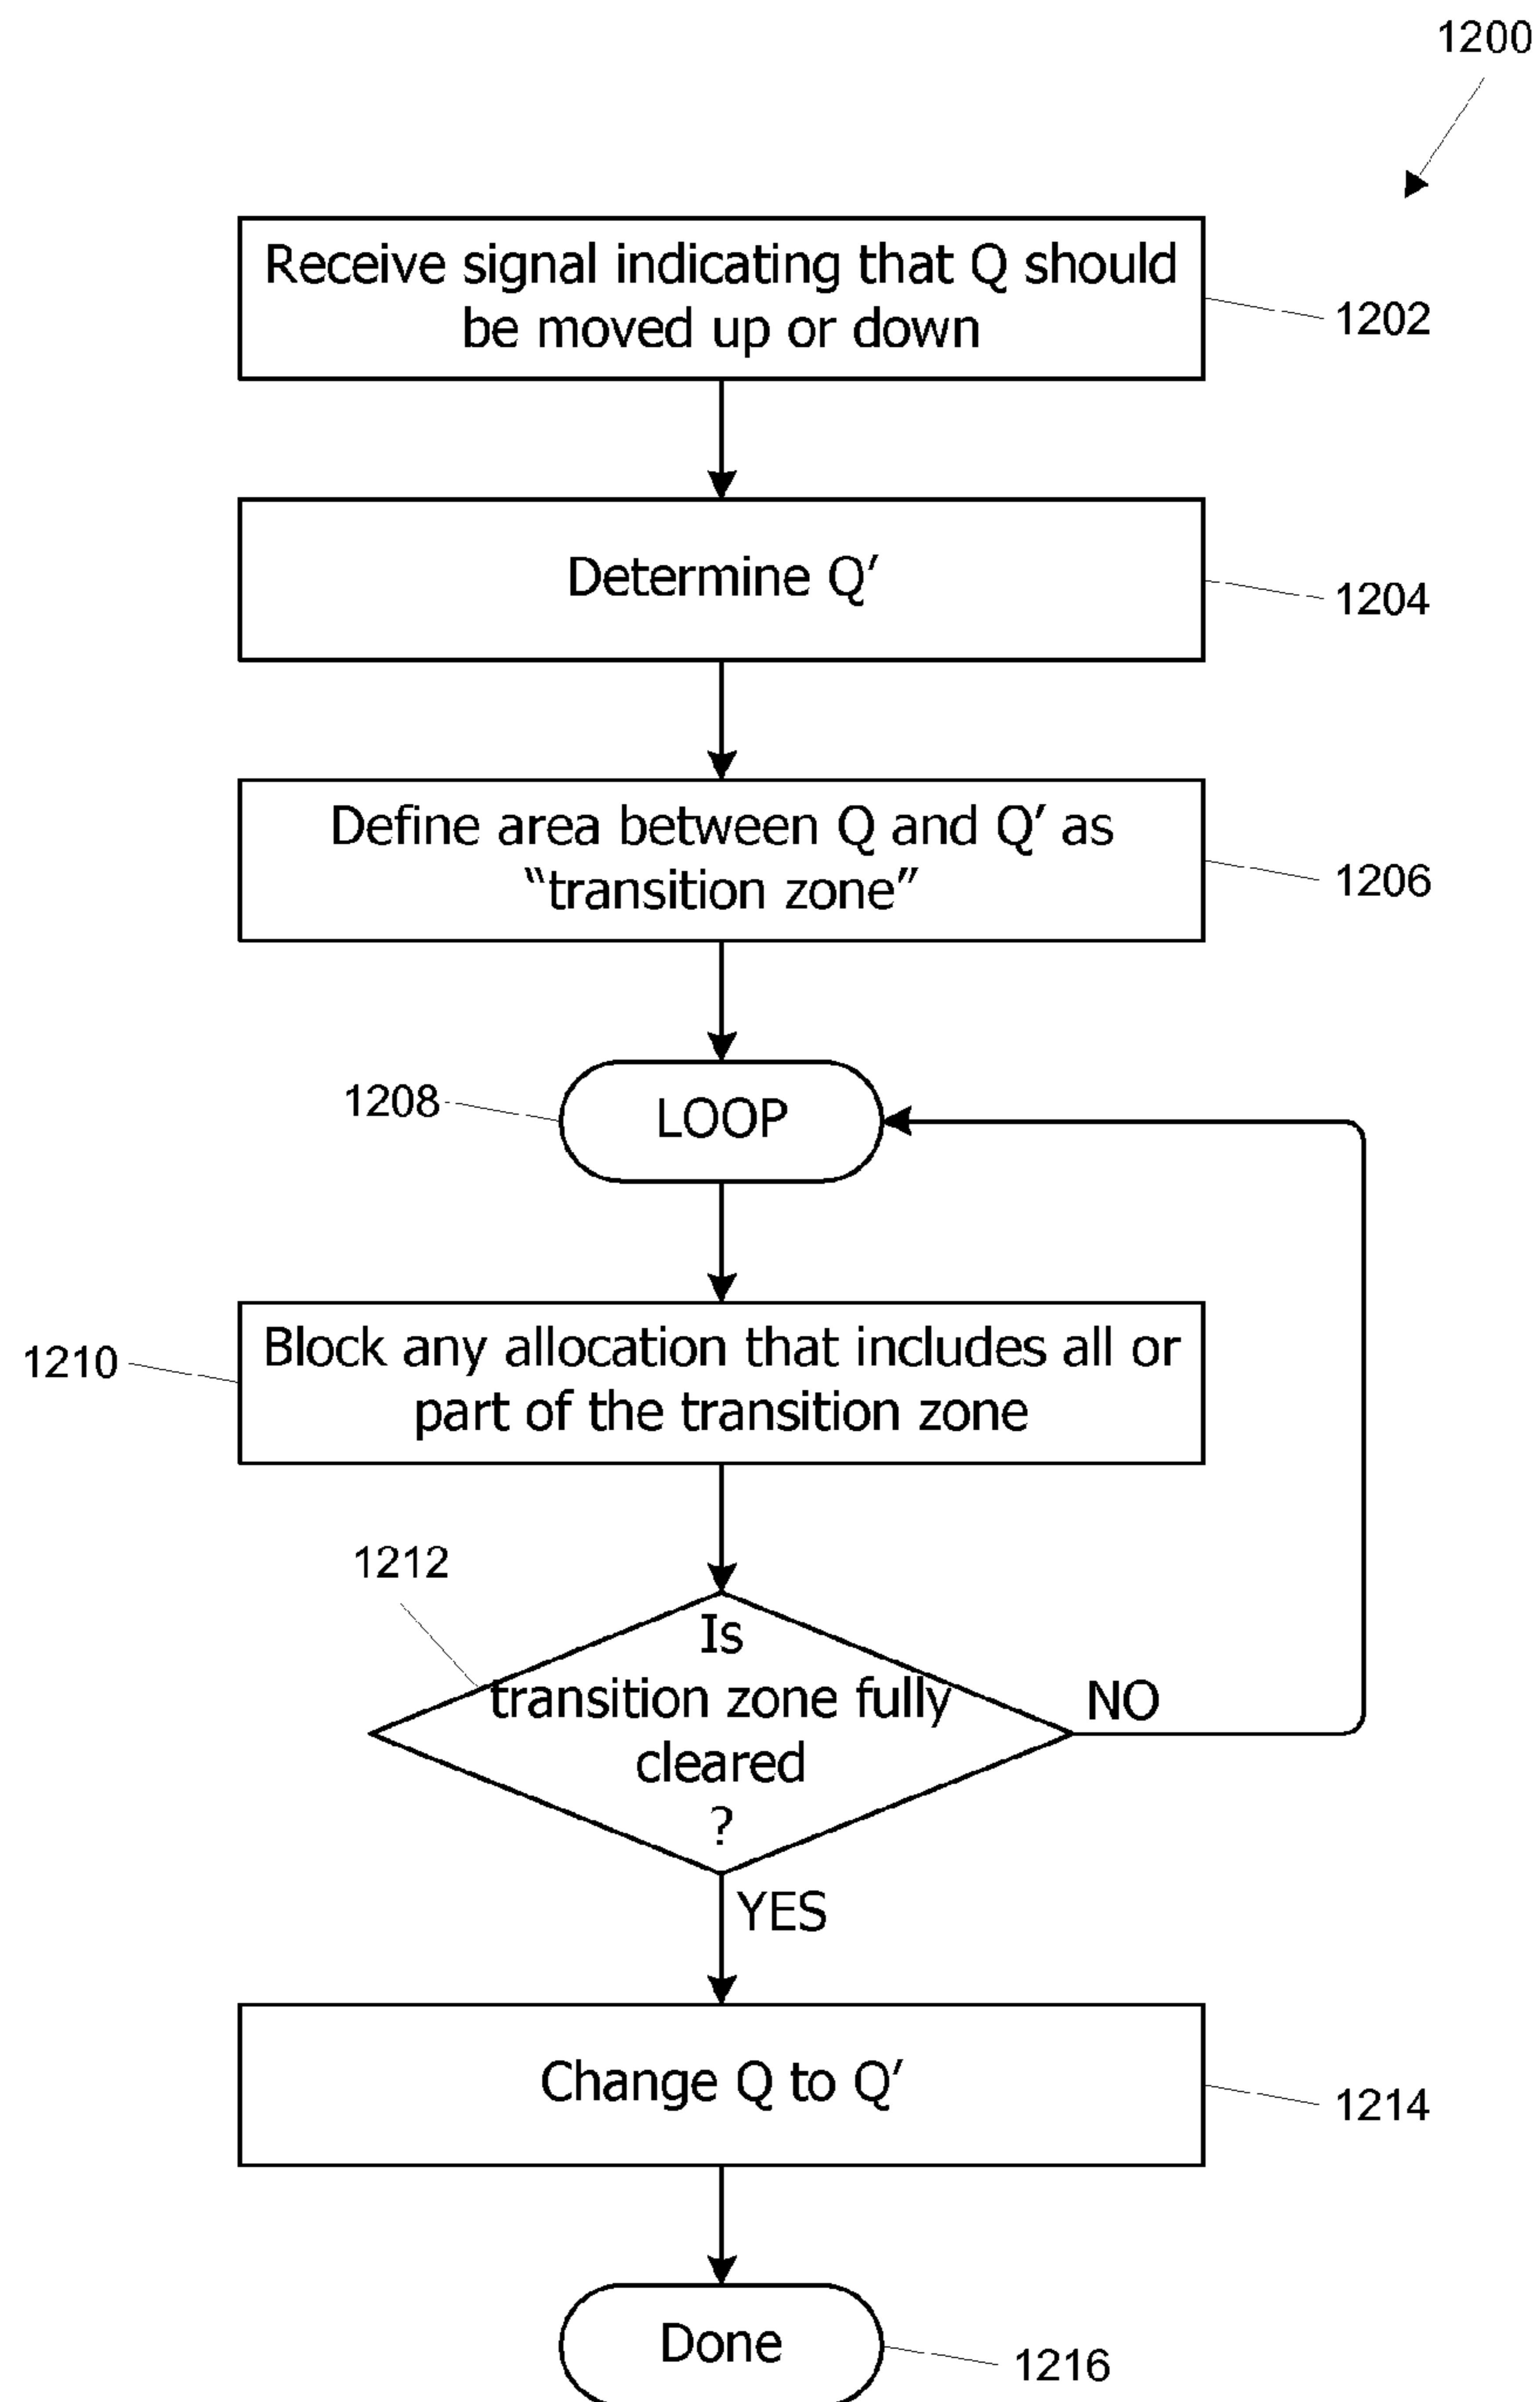 1200
Receive signal indicating that Q should
be moved up or down
1202
Determine Q’
1204
Define area between Q and Q’ as
“transition zone”
1206
1208
LOOP
1210
Block any allocation that includes all or
part of the transition zone
1212
Is
transition zone fully
cleared
?
NO
YES
Change Q to Q’
1214
Done
1216